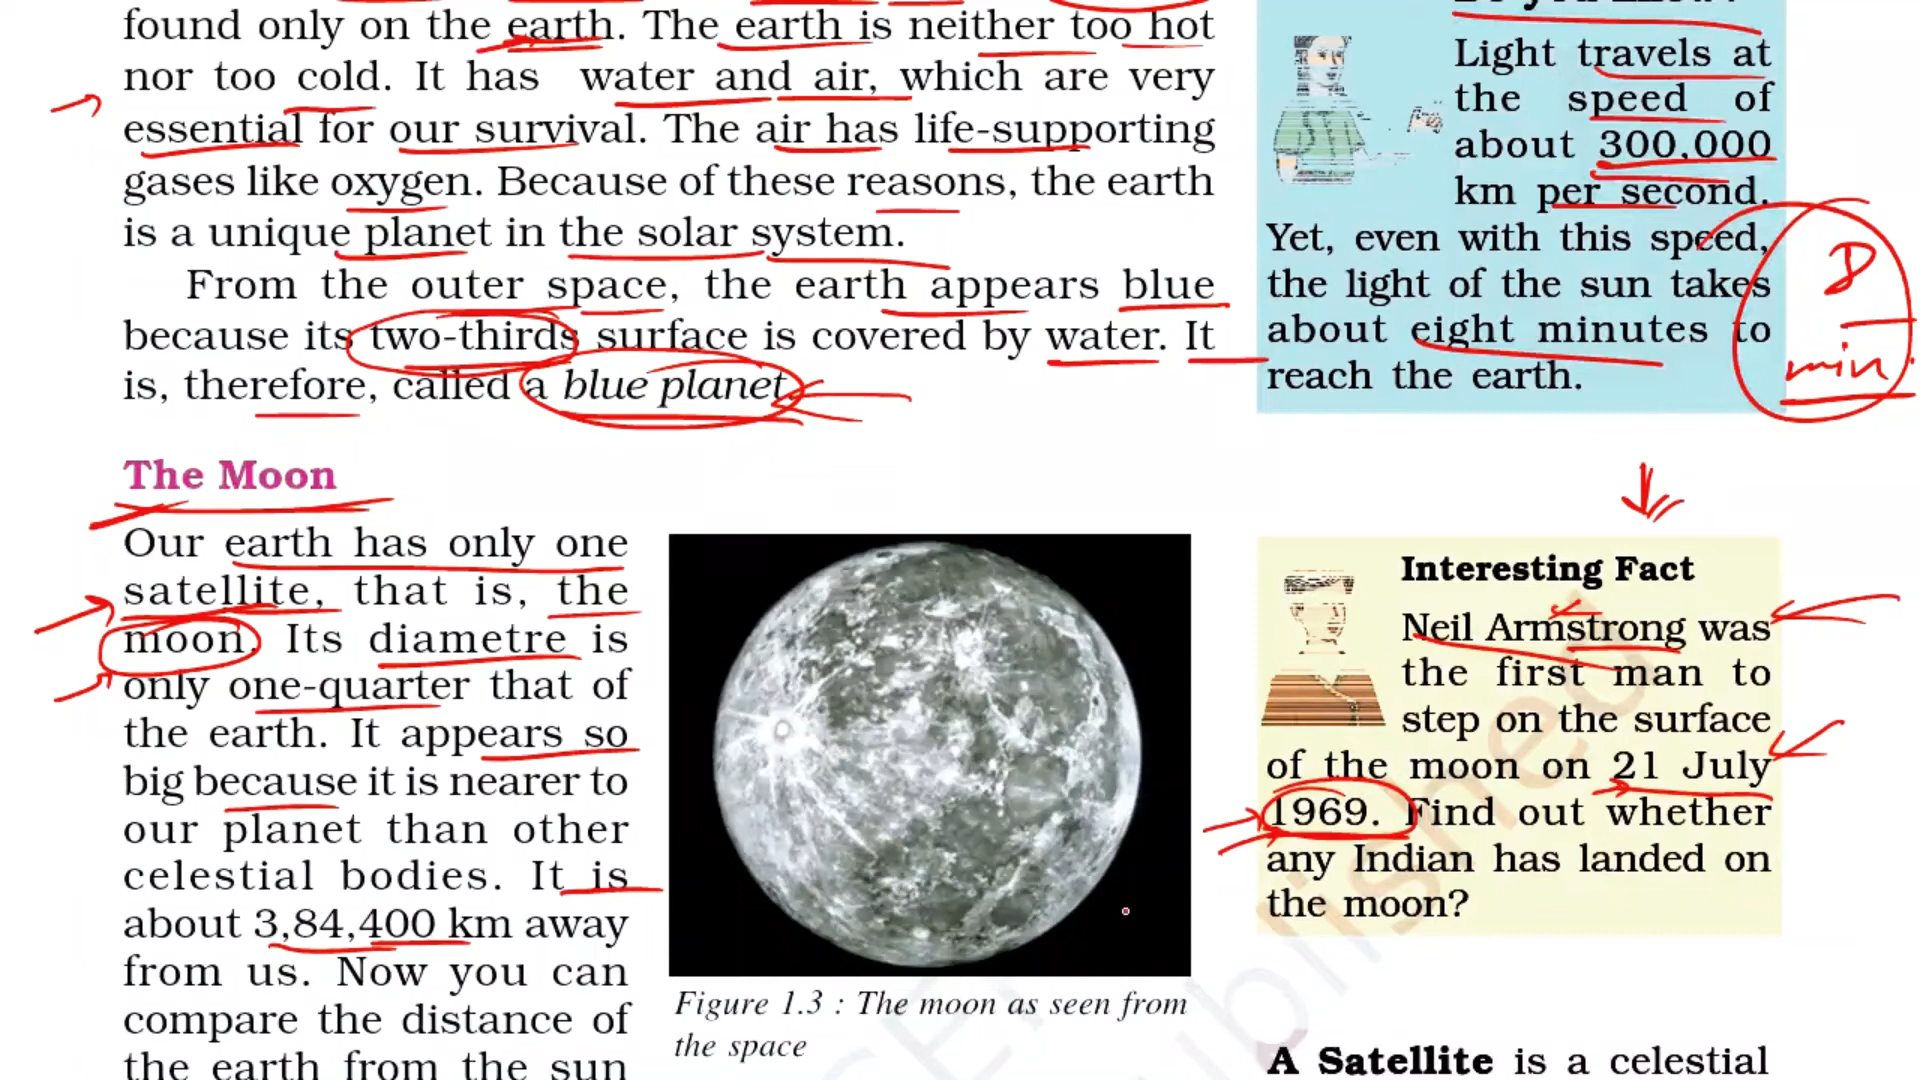 found only on the earth. The earth is neither too hot
nor too cold. It has water and air, which are very
essential for our survival. The air has life-supporting
gases like oxygen. Because of these reasons, the earth
is a unique planet in the solar system.
From the outer space, the earth appears blue
because its two-thirds surface is covered by water. It
is, therefore, called a blue planet.
The Moon
Our earth has only one
satellite, that is, the
moon. Its diametre is
only one-quarter that of
the earth. It appears so
big because it is nearer to
our planet than other
celestial bodies. It is
about 3,84,400 km away
from us. Now you can
compare the distance of
the earth from the sun
Figure 1.3 : The moon as seen from
the space
Light travels at
the speed of
about 300,000
km per second.
Yet, even with this speed,
the light of the sun takes
about eight minutes to
reach the earth.
8
min.
Interesting Fact
Neil Armstrong was
the first man to
step on the surface
of the moon on 21 July
1969. Find out whether
any Indian has landed on
the moon?
A Satellite is a celestial